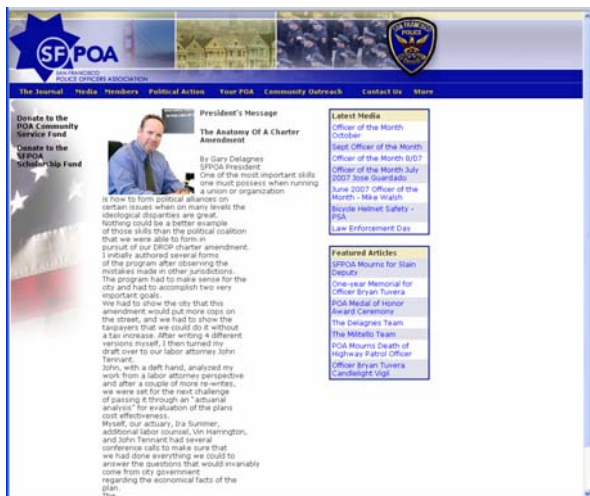 SFPOA
SAN FRANCISCO
POLICE OFFICERS ASSOCIATION
SAN FRANCISCO
POLICE
The Journal Media Members Political Action Your POA Community Outreach Contact Us Store
Donate to the
POA Community
Service Fund
Donate to the
SFPOA
Scholarship Fund
President's Message
The Anatomy Of A Charter
Amendment
By Gary Delagnes
SFPOA President
One of the most important skills
one must possess when running
a union or organization
is how to form political alliances on
certain issues when on many levels the
ideological disparities are great.
Nothing could be a better example
of those skills than the political coalition
that we were able to form in
pursuit of our DROP charter amendment.
I initially authored several forms
of the program after observing the
mistakes made in other jurisdictions.
The program had to make sense for the
city and had to accomplish two very
important goals.
We had to show the city that this
amendment would put more cops on
the street, and we had to show the
taxpayers that we could do it without
a tax increase. After writing 4 different
versions myself, I then turned my
draft over to our labor attorney John
Tennant.
John, with a deft hand, analyzed my
work from a labor attorney perspective
and after a couple of more re-writes,
we were set for the next challenge
of passing it through an "actuarial
analysis" for evaluation of the plans
cost effectiveness.
Myself, our actuary, Ira Summer,
additional labor counsel, Vin Harrington,
and John Tennant had several
conference calls to make sure that
we had done everything we could to
answer the questions that would invariably
come from city government
regarding the economical facts of the
plan.
The
Latest Media
Officer of the Month
October
Sept Officer of the Month
Officer of the Month 8/07
Officer of the Month July
2007 Jose Guardado
June 2007 Officer of the
Month - Mike Walsh
Bicycle Helmet Safety -
PSA
Law Enforcement Day
Featured Articles
SFPOA Mourns for Slain
Deputy
One-year Memorial for
Officer Bryan Tuvera
POA Medal of Honor
Award Ceremony
The Delagnes Team
The Militello Team
POA Mourns Death of
Highway Patrol Officer
Officer Bryan Tuvera
Candlelight Vigil